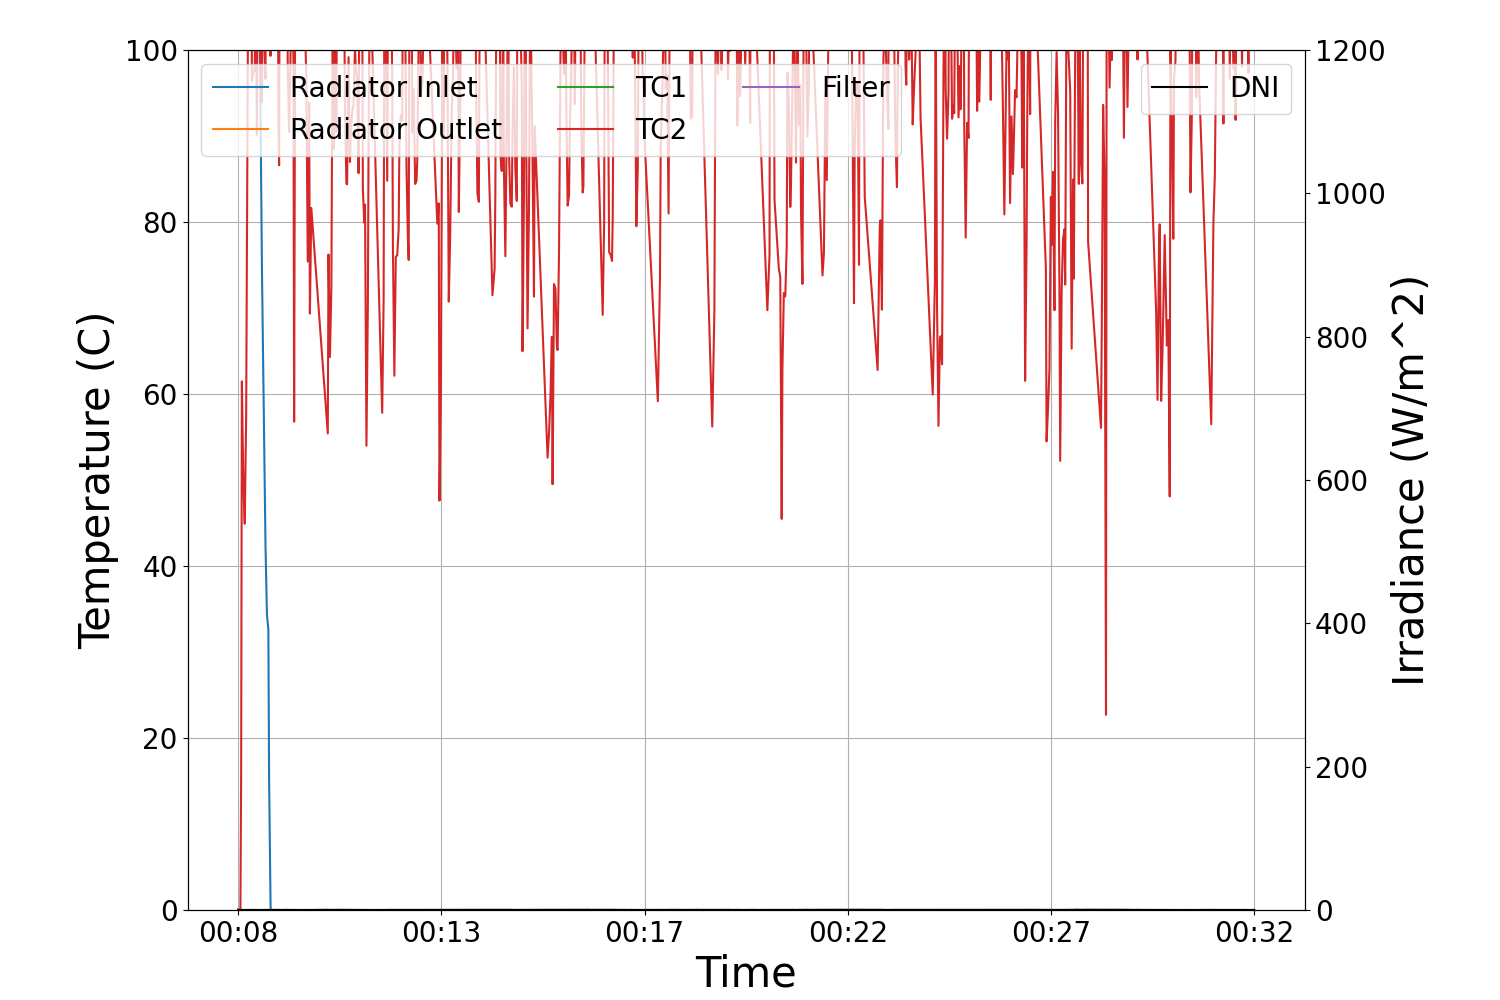 100
80
60
40
20
0
Temperature (C)
Radiator Inlet
Radiator Outlet
TC1
TC2
Filter
DNI
1200
1000
800
600
400
200
0
Irradiance (W/m^2)
00:08 00:13 00:17 00:22 00:27 00:32
Time